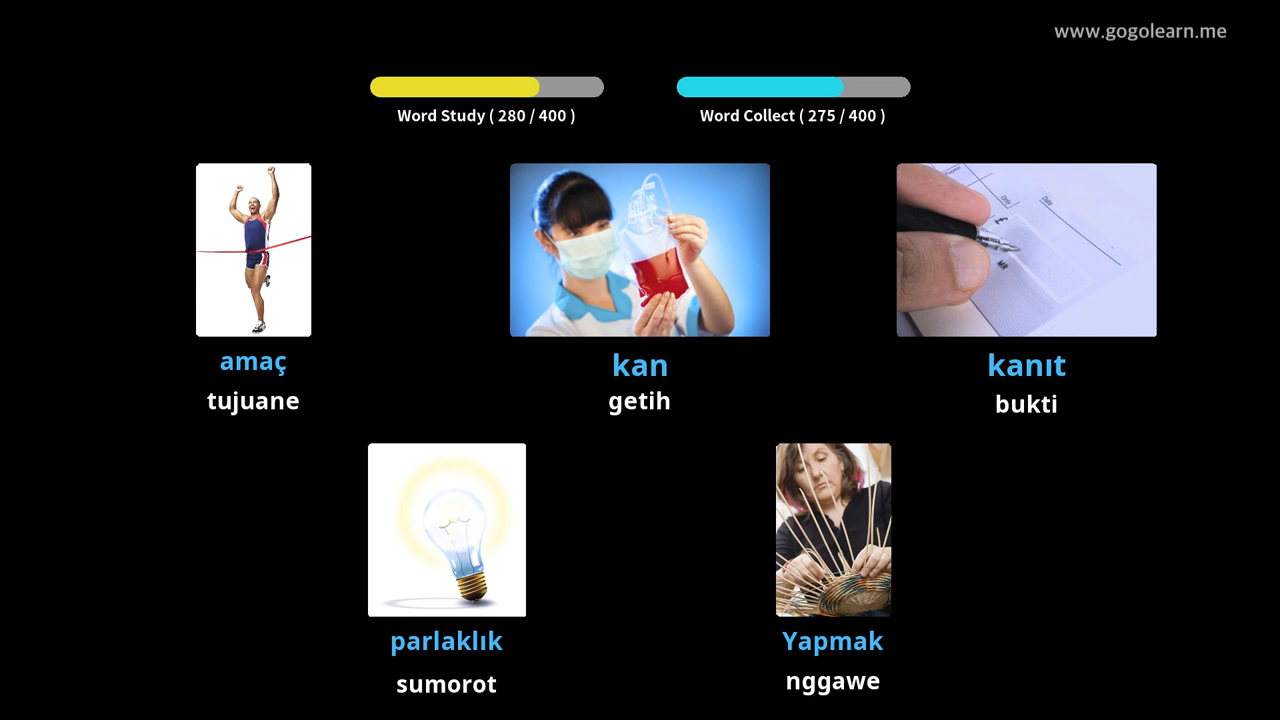 www.gogolearn.me
Word Study ( 280 / 400 )
Word Collect ( 275 / 400 )
amaç
tujuane
kan
getih
kanıt
bukti
parlaklık
sumorot
Yapmak
nggawe